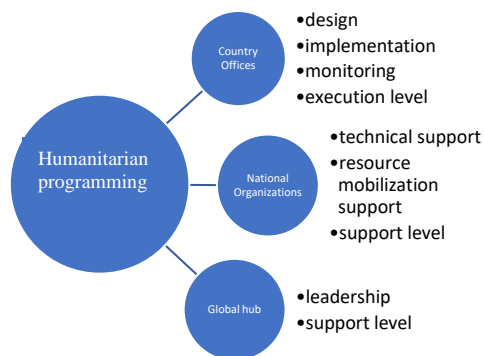 Humanitarian
programming
Country
Offices
•design
•implementation
•monitoring
•execution level
National
Organizations
•technical support
•resource
mobilization
support
•support level
Global hub
•leadership
•support level